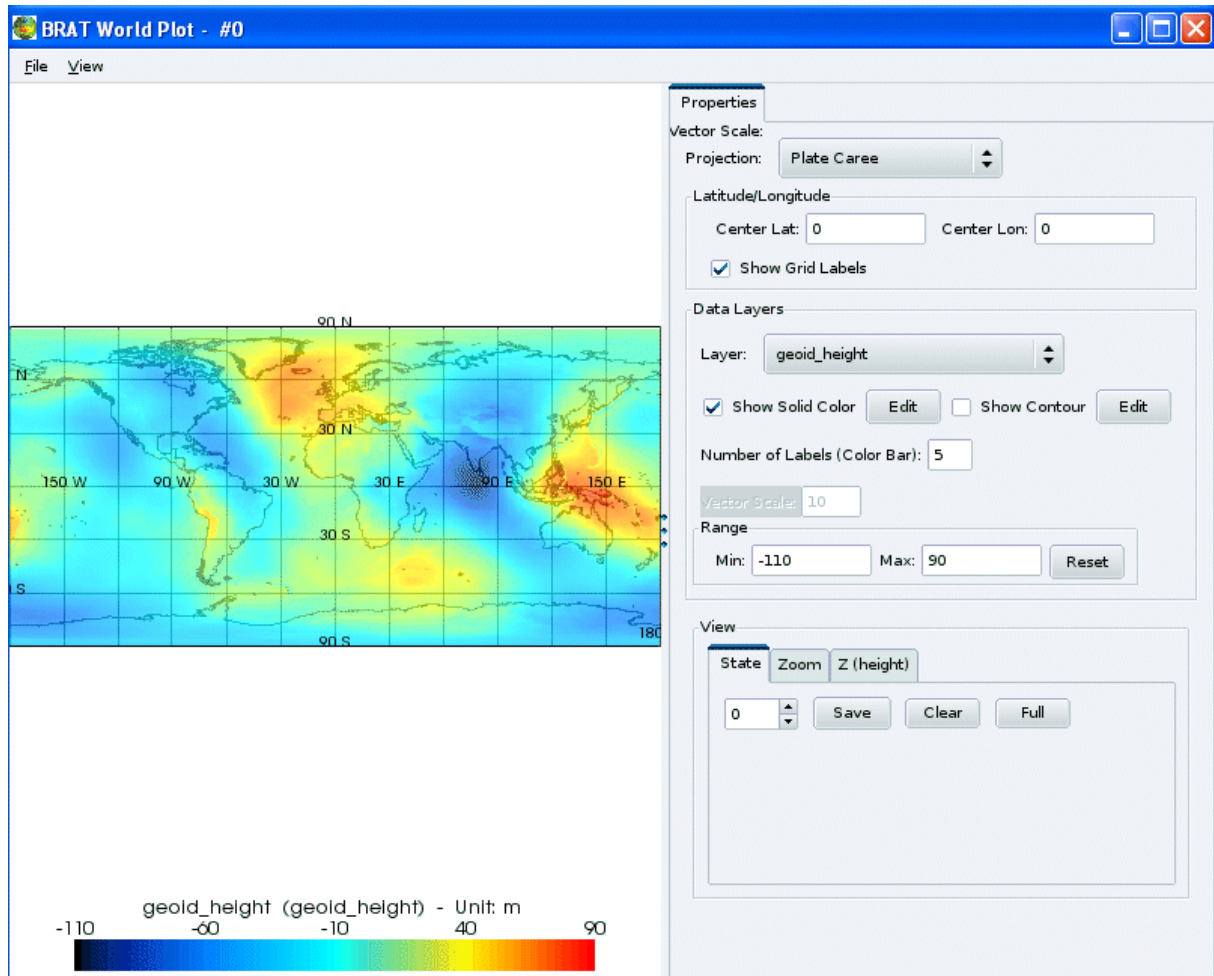 BRAT World Plot - #0
File View
Properties
Vector Scale:
Projection: Plate Caree
Latitude/Longitude
Center Lat: 0 Center Lon: 0
Show Grid Labels
Data Layers
Layer: geoid_height
Show Solid Color Edit Show Contour Edit
Number of Labels (Color Bar): 5
Vector Scale: 10
Range
Min: -110 Max: 90 Reset
View
State Zoom Z (height)
0 Save Clear Full
90 N
N
30 N
150 W 90 W 30 W 30 E 90 E 150 E
30 S
S
90 S 180
geoid_height (geoid_height) - Unit: m
-110 -60 -10 40 90